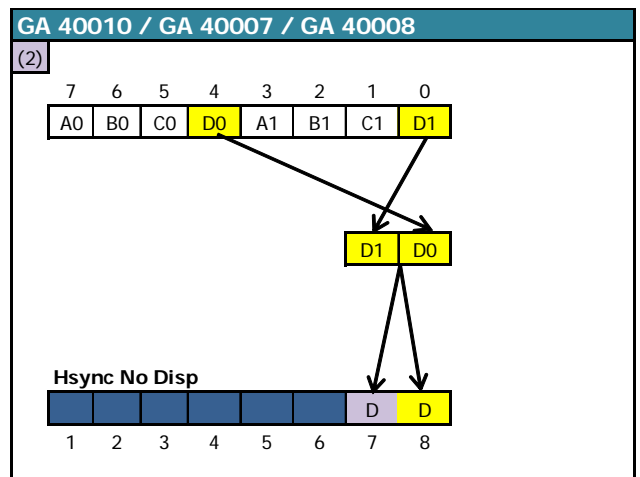 GA 40010 / GA 40007 / GA 40008
(2)
7 6 5 4 3 2 1 0
A0 B0 C0 D0 A1 B1 C1 D1
D1 D0
Hsync No Disp
D D
1 2 3 4 5 6 7 8